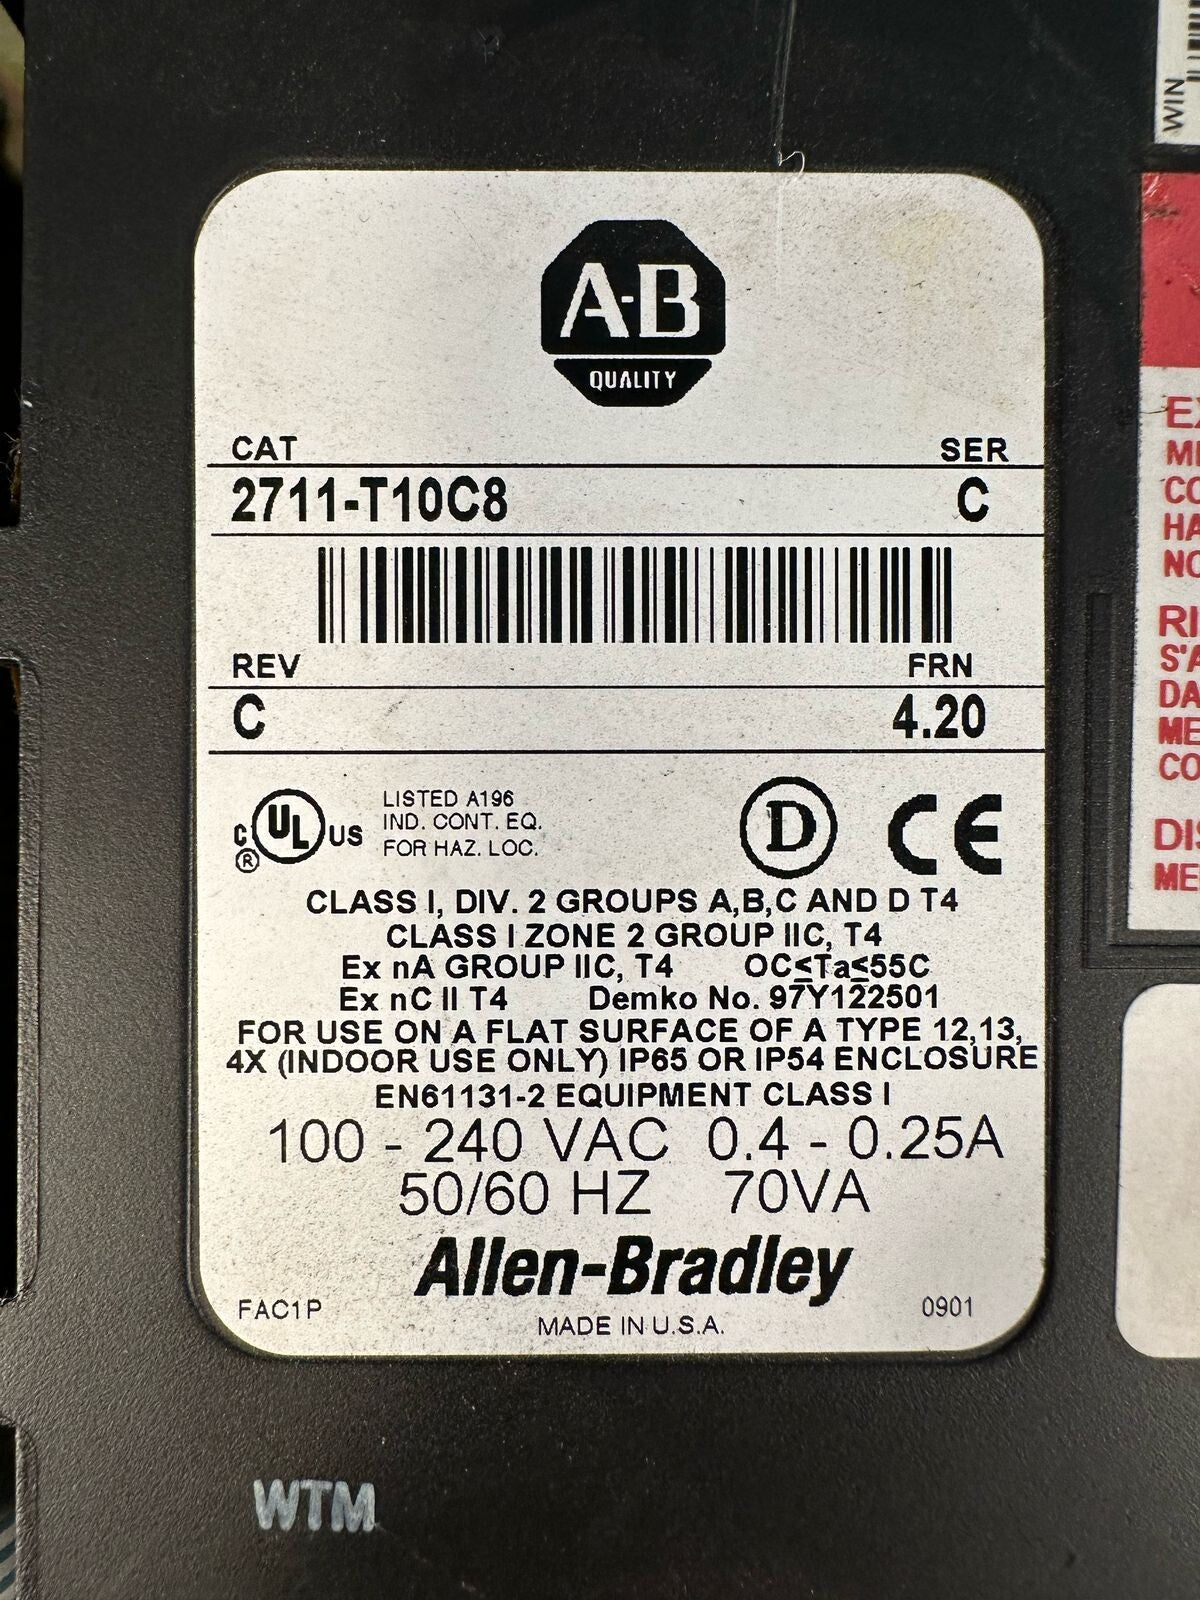 WIN
A-B
QUALITY
CAT SER
2711-T10C8 C
REV FRN
C 4.20
C UL US
®
LISTED A196
IND. CONT. EQ.
FOR HAZ. LOC.
D CE
CLASS I, DIV. 2 GROUPS A,B,C AND D T4
CLASS I ZONE 2 GROUP IIC, T4
Ex nA GROUP IIC, T4 OC≤Ta≤55C
Ex nC II T4 Demko No. 97Y122501
FOR USE ON A FLAT SURFACE OF A TYPE 12,13,
4X (INDOOR USE ONLY) IP65 OR IP54 ENCLOSURE
EN61131-2 EQUIPMENT CLASS I
100 - 240 VAC 0.4 - 0.25A
50/60 HZ 70VA
Allen-Bradley
FAC1P 0901
MADE IN U.S.A.
WTM